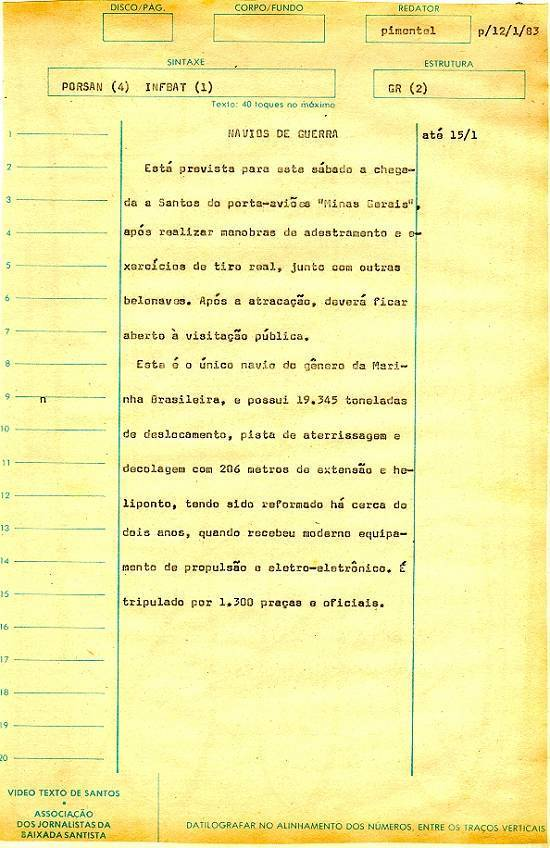 DISCO/PÁG.
CORPO/FUNDO
REDATOR
pimentel
p/12/1/83
SINTAXE
ESTRUTURA
PORSAN (4) INFBAT (1)
GR (2)
Texto: 40 toques no máximo
1 NAVIOS DE GUERRA até 15/1
2 Está prevista para este sábado a chega-
3 da a Santos do porta-aviões "Minas Gerais",
4 após realizar manobras de adestramento e e-
5 xercícios de tiro real, junto com outras
6 belonaves. Após a atracação, deverá ficar
7 aberto à visitação pública.
8 Este é o único navio do gênero da Mari-
9 n nha Brasileira, e possui 19.345 toneladas
10 de deslocamento, pista de aterrissagem e
11 decolagem com 206 metros de extensão e he-
12 liponto, tendo sido reformado há cerca de
13 dois anos, quando recebeu moderno equipa-
14 mento de propulsão e eletro-eletrônico. É
15 tripulado por 1.300 praças e oficiais.
16
17
18
19
20
VIDEO TEXTO DE SANTOS
•
ASSOCIAÇÃO
DOS JORNALISTAS DA
BAIXADA SANTISTA
DATILOGRAFAR NO ALINHAMENTO DOS NÚMEROS, ENTRE OS TRAÇOS VERTICAIS